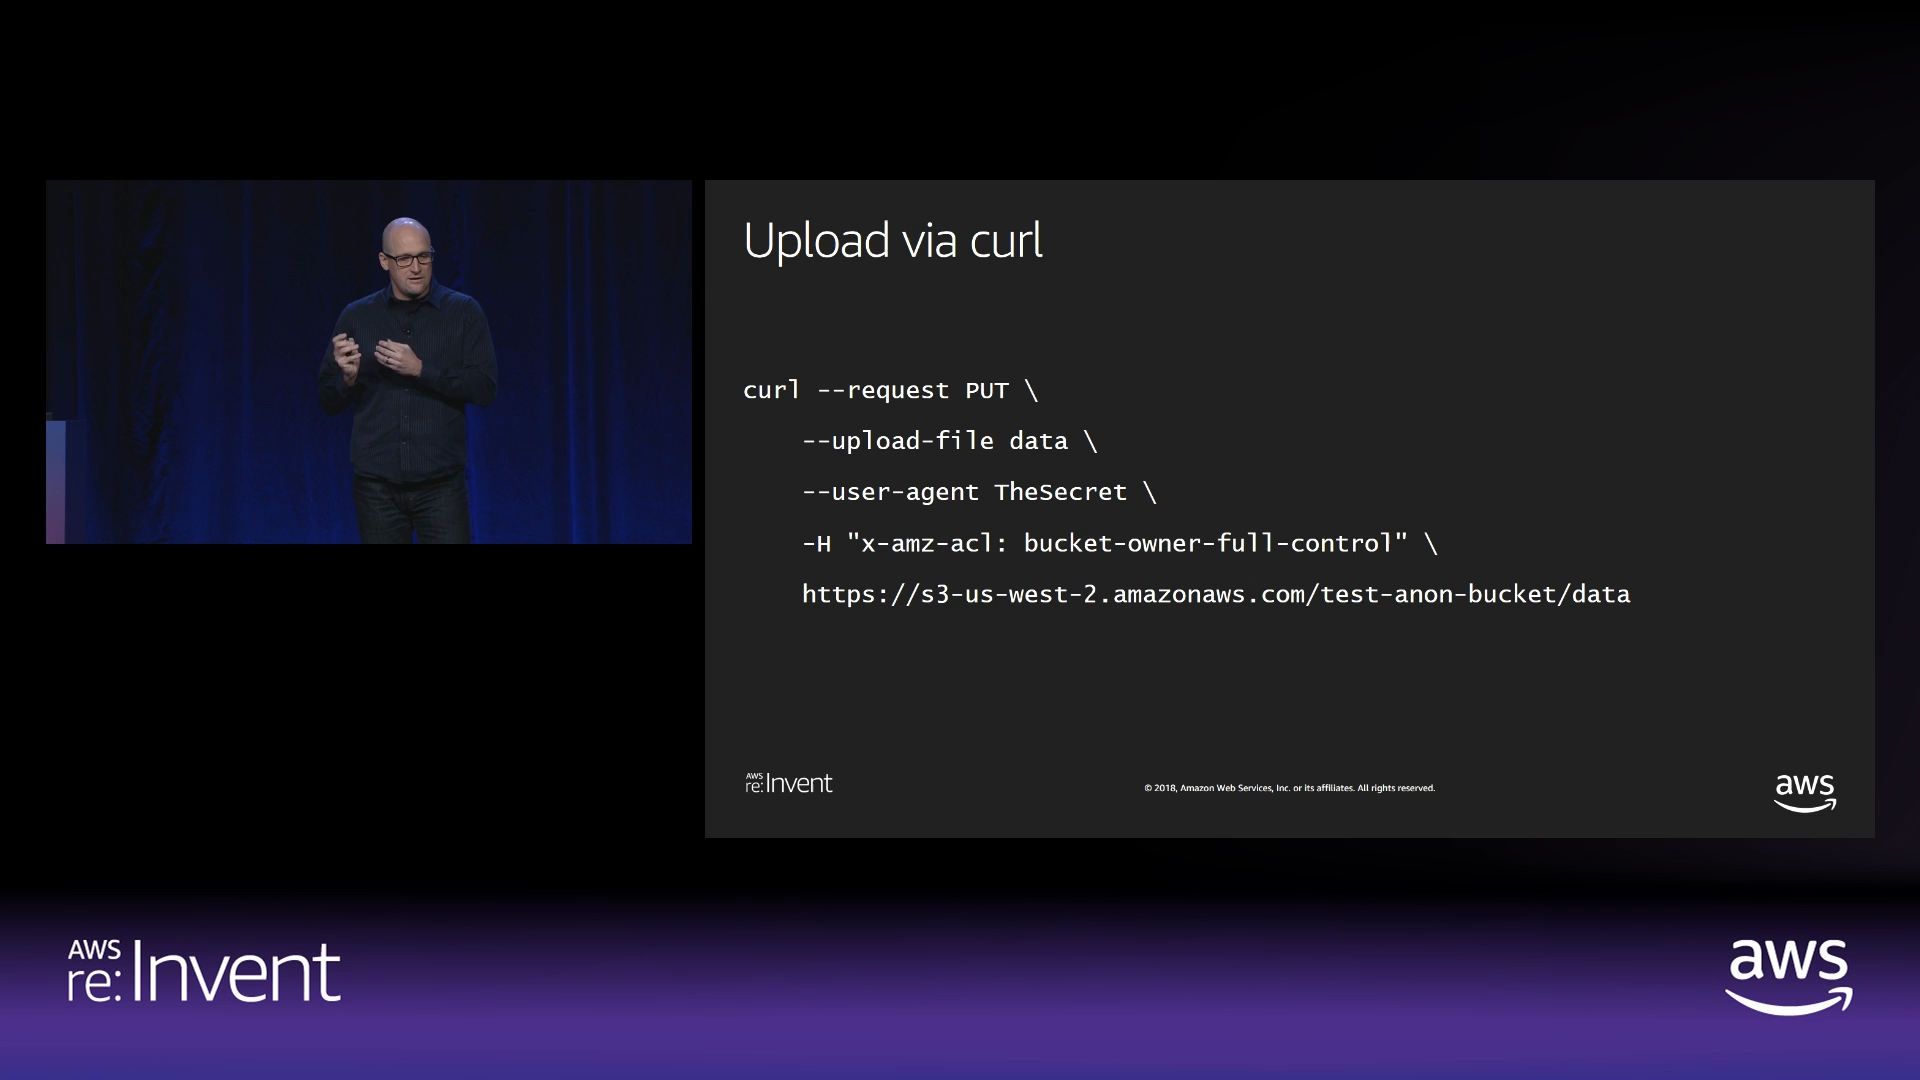 Upload via curl
curl --request PUT \
--upload-file data \
--user-agent TheSecret \
-H "x-amz-acl: bucket-owner-full-control" \
https://s3-us-west-2.amazonaws.com/test-anon-bucket/data
AWS
re:Invent
© 2018, Amazon Web Services, Inc. or its affiliates. All rights reserved.
aws
AWS
re:Invent
aws